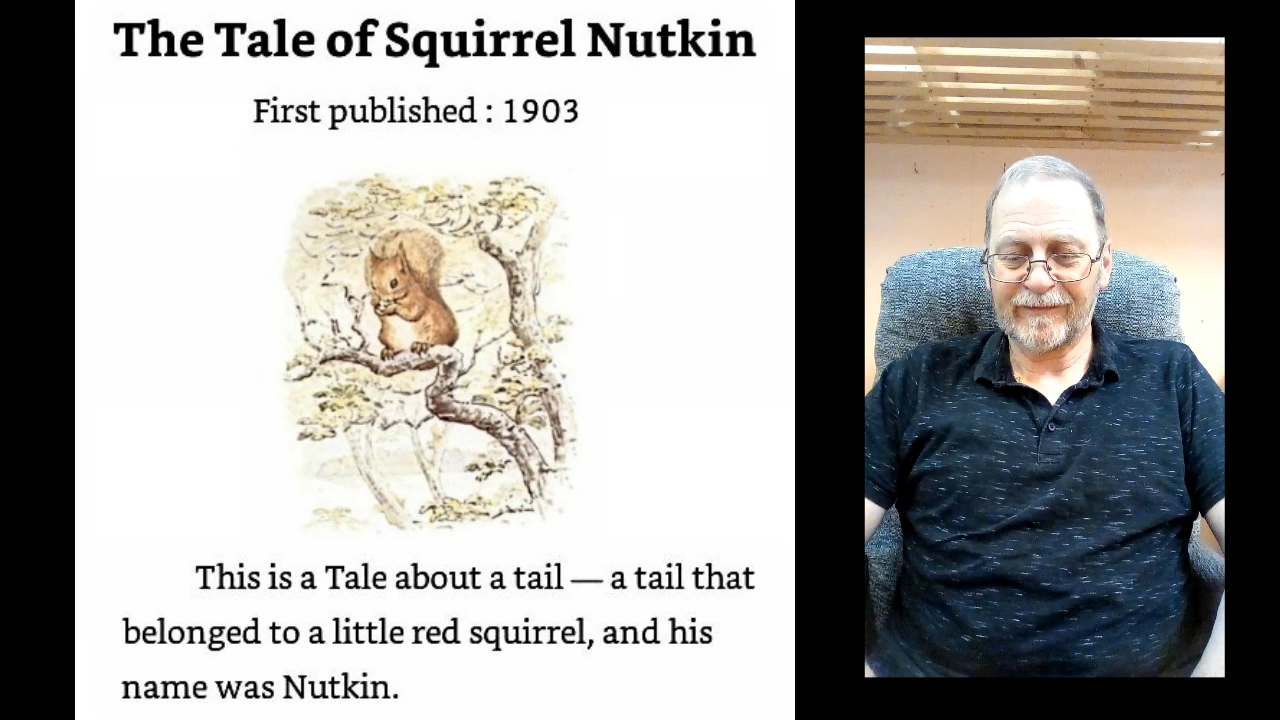 The Tale of Squirrel Nutkin
First published : 1903
This is a Tale about a tail — a tail that
belonged to a little red squirrel, and his
name was Nutkin.